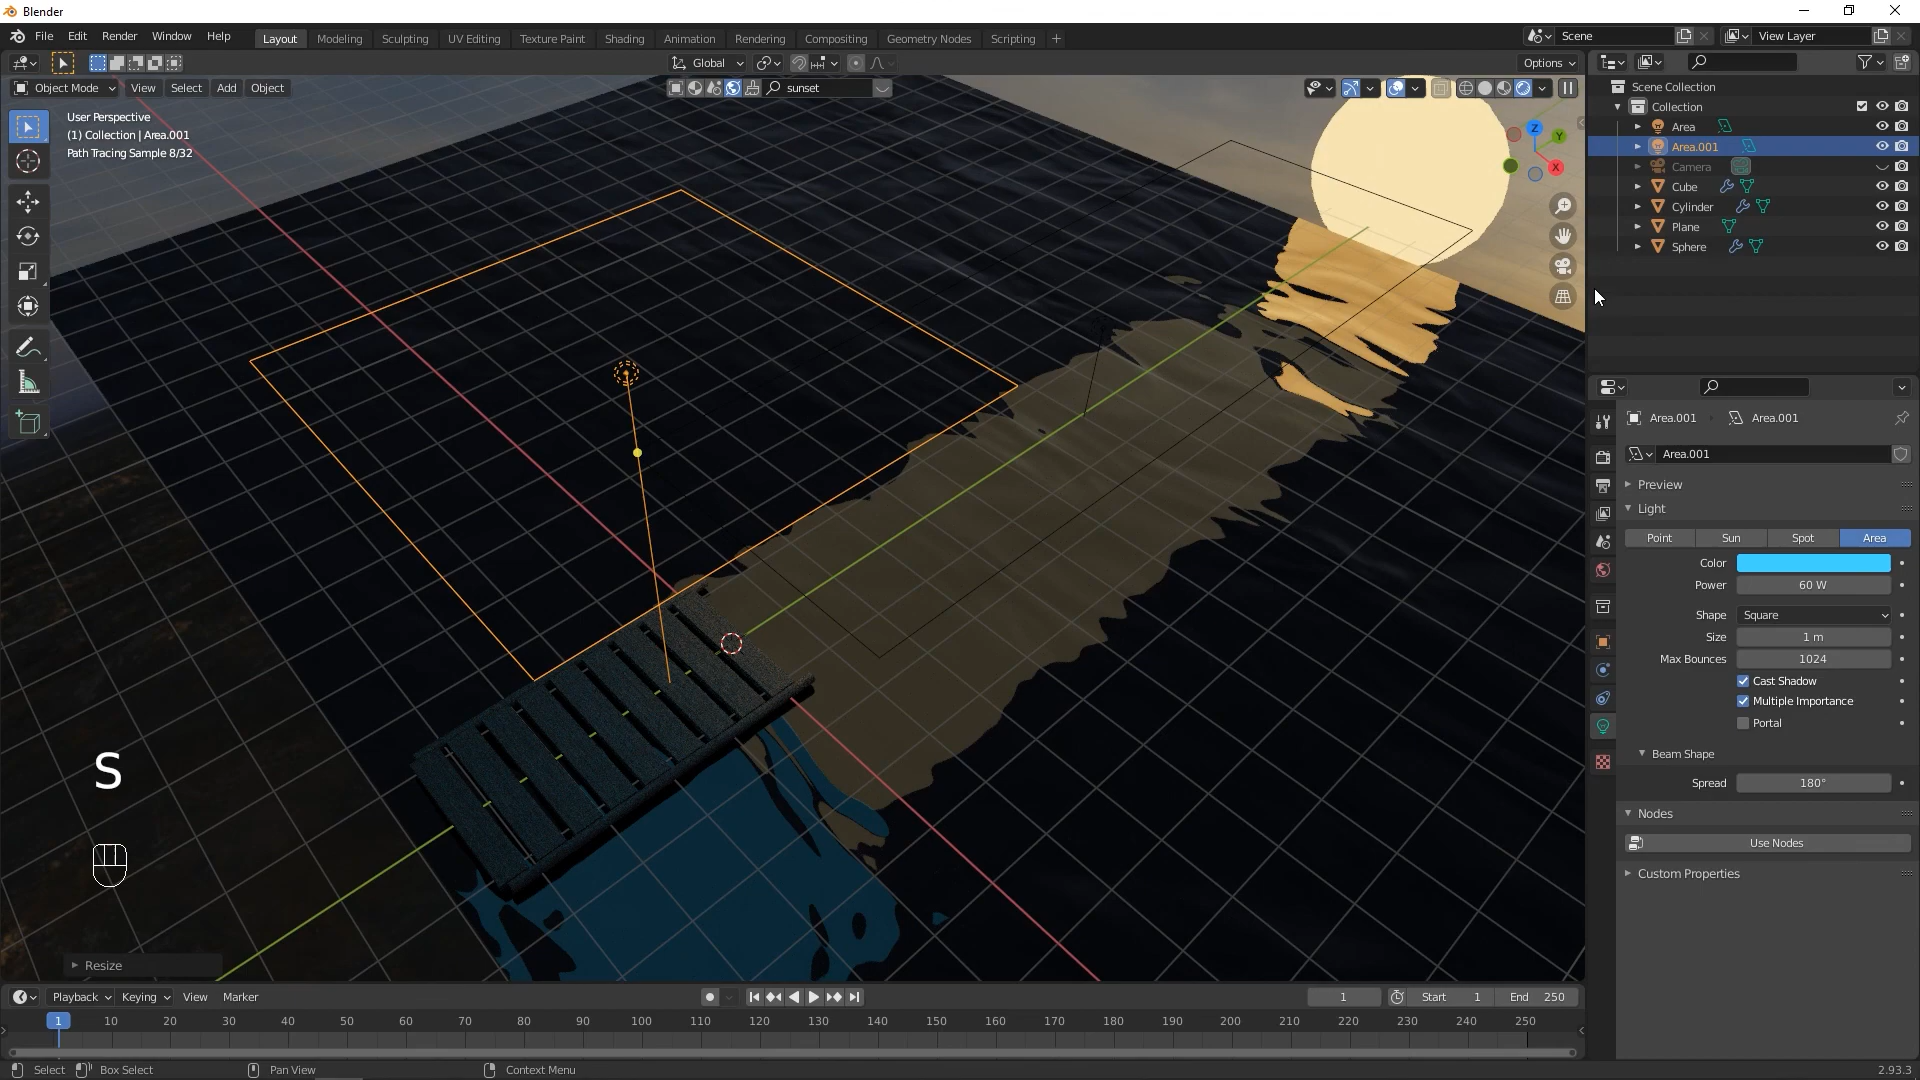 Blender
File Edit Render Window Help
Layout Modeling Sculpting UV Editing Texture Paint Shading Animation Rendering Compositing Geometry Nodes Scripting +
Scene
View Layer
Global
Options
Object Mode View Select Add Object
sunset
User Perspective
(1) Collection | Area.001
Path Tracing Sample 8/32
Z
Y
X
Scene Collection
Collection
Area
Area.001
Camera
Cube
Cylinder
Plane
Sphere
Area.001 Area.001
Area.001
Preview
Light
Point Sun Spot Area
Color
Power 60 W
Shape Square
Size 1 m
Max Bounces 1024
Cast Shadow
Multiple Importance
Portal
Beam Shape
Spread 180°
Nodes
Use Nodes
Custom Properties
S
Resize
Playback Keying View Marker
1
Start 1
End 250
1 10 20 30 40 50 60 70 80 90 100 110 120 130 140 150 160 170 180 190 200 210 220 230 240 250
Select Box Select Pan View Context Menu
2.93.3